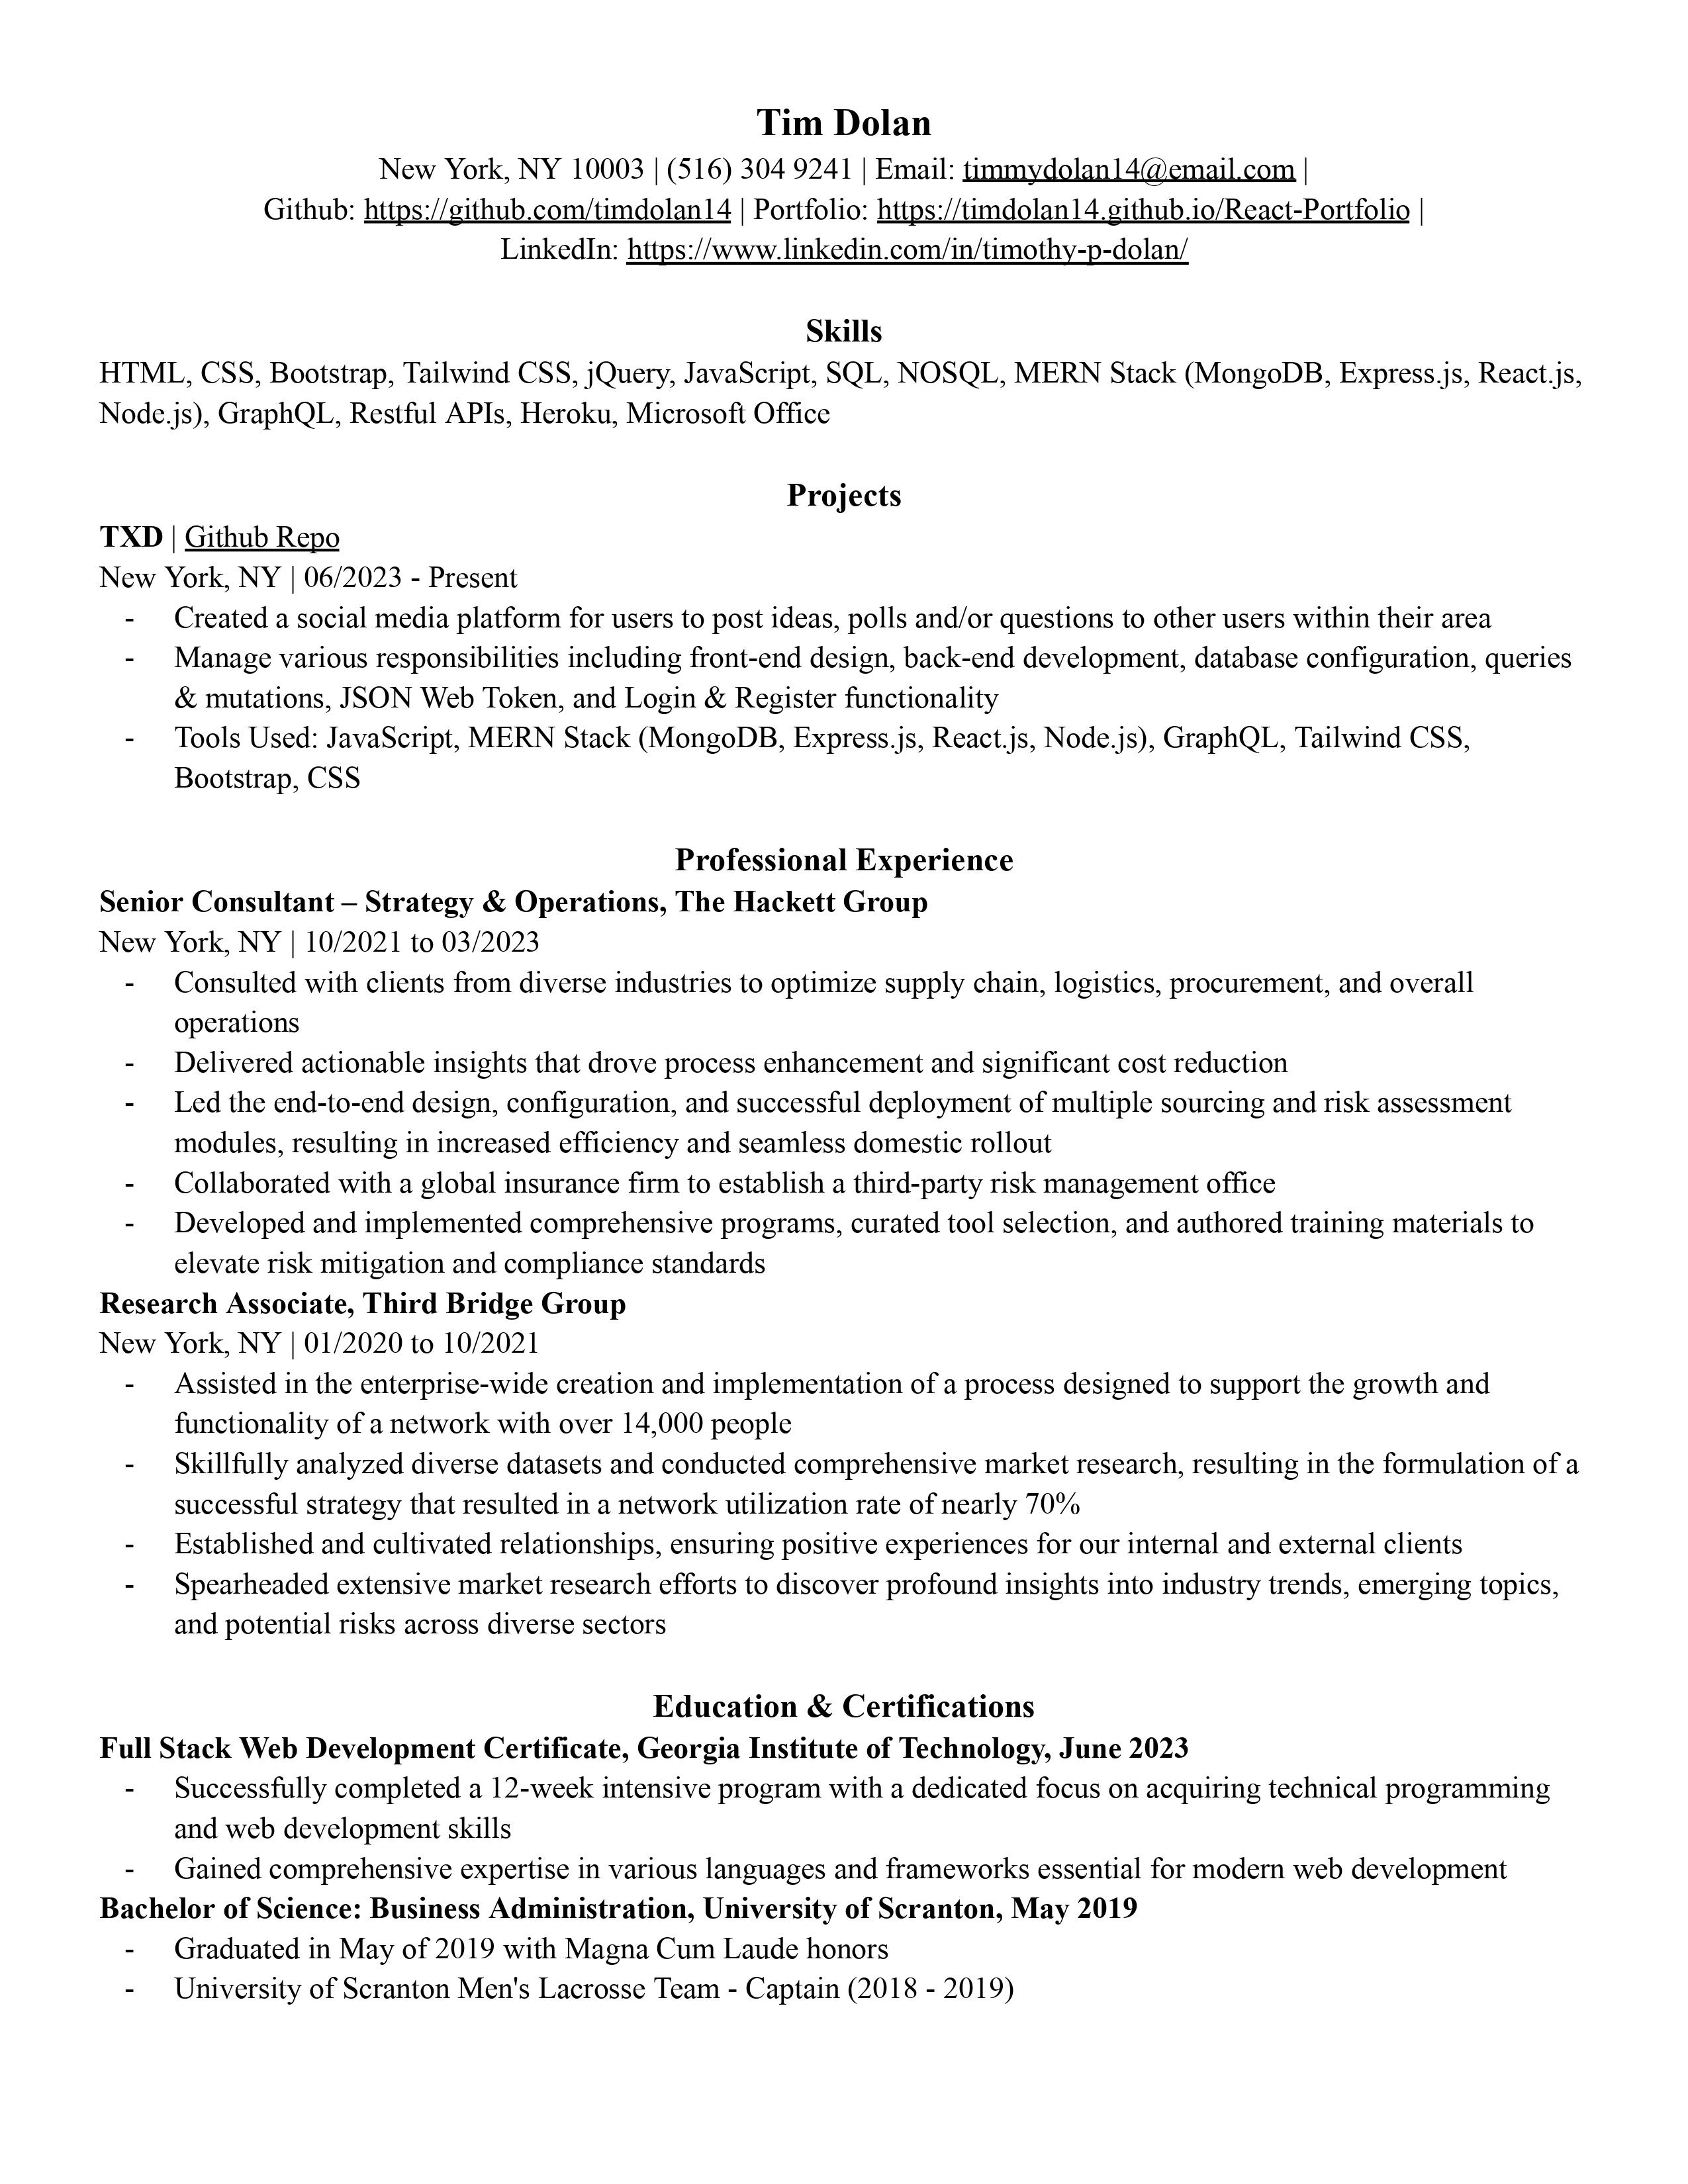 Tim Dolan
New York, NY 10003 | (516) 304 9241 | Email: timmydolan14@email.com |
Github: https://github.com/timdolan14 | Portfolio: https://timdolan14.github.io/React-Portfolio |
LinkedIn: https://www.linkedin.com/in/timothy-p-dolan/
Skills
HTML, CSS, Bootstrap, Tailwind CSS, jQuery, JavaScript, SQL, NOSQL, MERN Stack (MongoDB, Express.js, React.js,
Node.js), GraphQL, Restful APIs, Heroku, Microsoft Office
Projects
TXD | Github Repo
New York, NY | 06/2023 - Present
- Created a social media platform for users to post ideas, polls and/or questions to other users within their area
- Manage various responsibilities including front-end design, back-end development, database configuration, queries
& mutations, JSON Web Token, and Login & Register functionality
- Tools Used: JavaScript, MERN Stack (MongoDB, Express.js, React.js, Node.js), GraphQL, Tailwind CSS,
Bootstrap, CSS
Professional Experience
Senior Consultant – Strategy & Operations, The Hackett Group
New York, NY | 10/2021 to 03/2023
- Consulted with clients from diverse industries to optimize supply chain, logistics, procurement, and overall
operations
- Delivered actionable insights that drove process enhancement and significant cost reduction
- Led the end-to-end design, configuration, and successful deployment of multiple sourcing and risk assessment
modules, resulting in increased efficiency and seamless domestic rollout
- Collaborated with a global insurance firm to establish a third-party risk management office
- Developed and implemented comprehensive programs, curated tool selection, and authored training materials to
elevate risk mitigation and compliance standards
Research Associate, Third Bridge Group
New York, NY | 01/2020 to 10/2021
- Assisted in the enterprise-wide creation and implementation of a process designed to support the growth and
functionality of a network with over 14,000 people
- Skillfully analyzed diverse datasets and conducted comprehensive market research, resulting in the formulation of a
successful strategy that resulted in a network utilization rate of nearly 70%
- Established and cultivated relationships, ensuring positive experiences for our internal and external clients
- Spearheaded extensive market research efforts to discover profound insights into industry trends, emerging topics,
and potential risks across diverse sectors
Education & Certifications
Full Stack Web Development Certificate, Georgia Institute of Technology, June 2023
- Successfully completed a 12-week intensive program with a dedicated focus on acquiring technical programming
and web development skills
- Gained comprehensive expertise in various languages and frameworks essential for modern web development
Bachelor of Science: Business Administration, University of Scranton, May 2019
- Graduated in May of 2019 with Magna Cum Laude honors
- University of Scranton Men's Lacrosse Team - Captain (2018 - 2019)